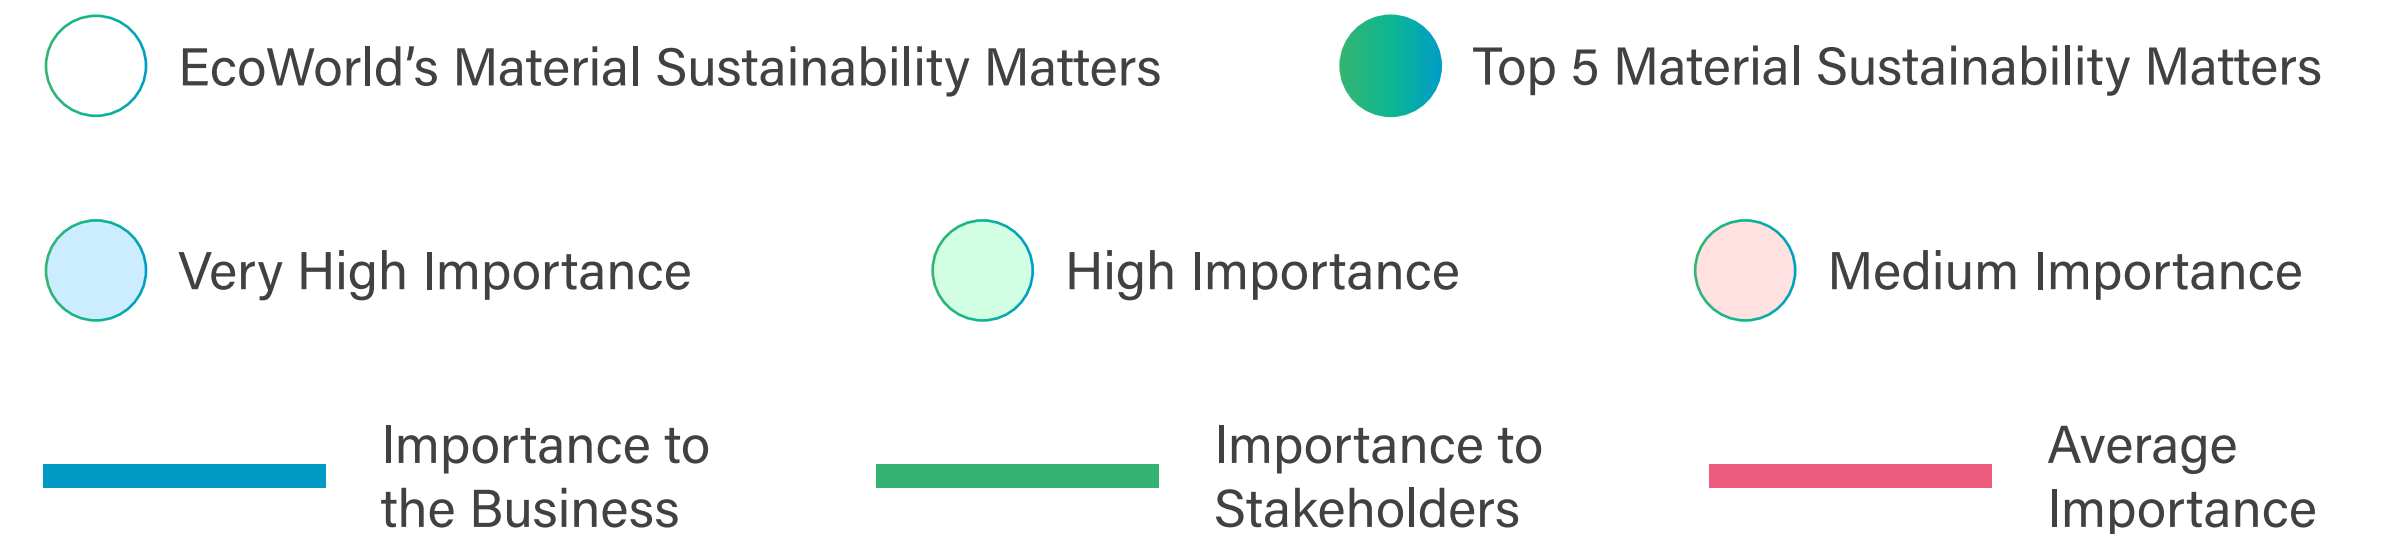 EcoWorld’s Material Sustainability Matters
Top 5 Material Sustainability Matters
Very High Importance
High Importance
Medium Importance
Importance to
the Business
Importance to
Stakeholders
Average
Importance